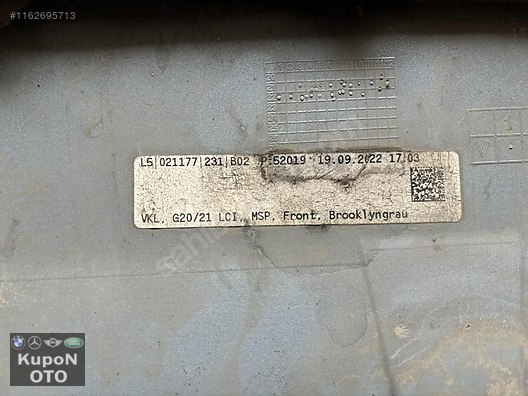 #1162695713
L5|021177|231|B02 P:52019 19.09.2022 17:03
VKL, G20/21 LCI, MSP, Front, Brooklyngrau
KupoN
OTO